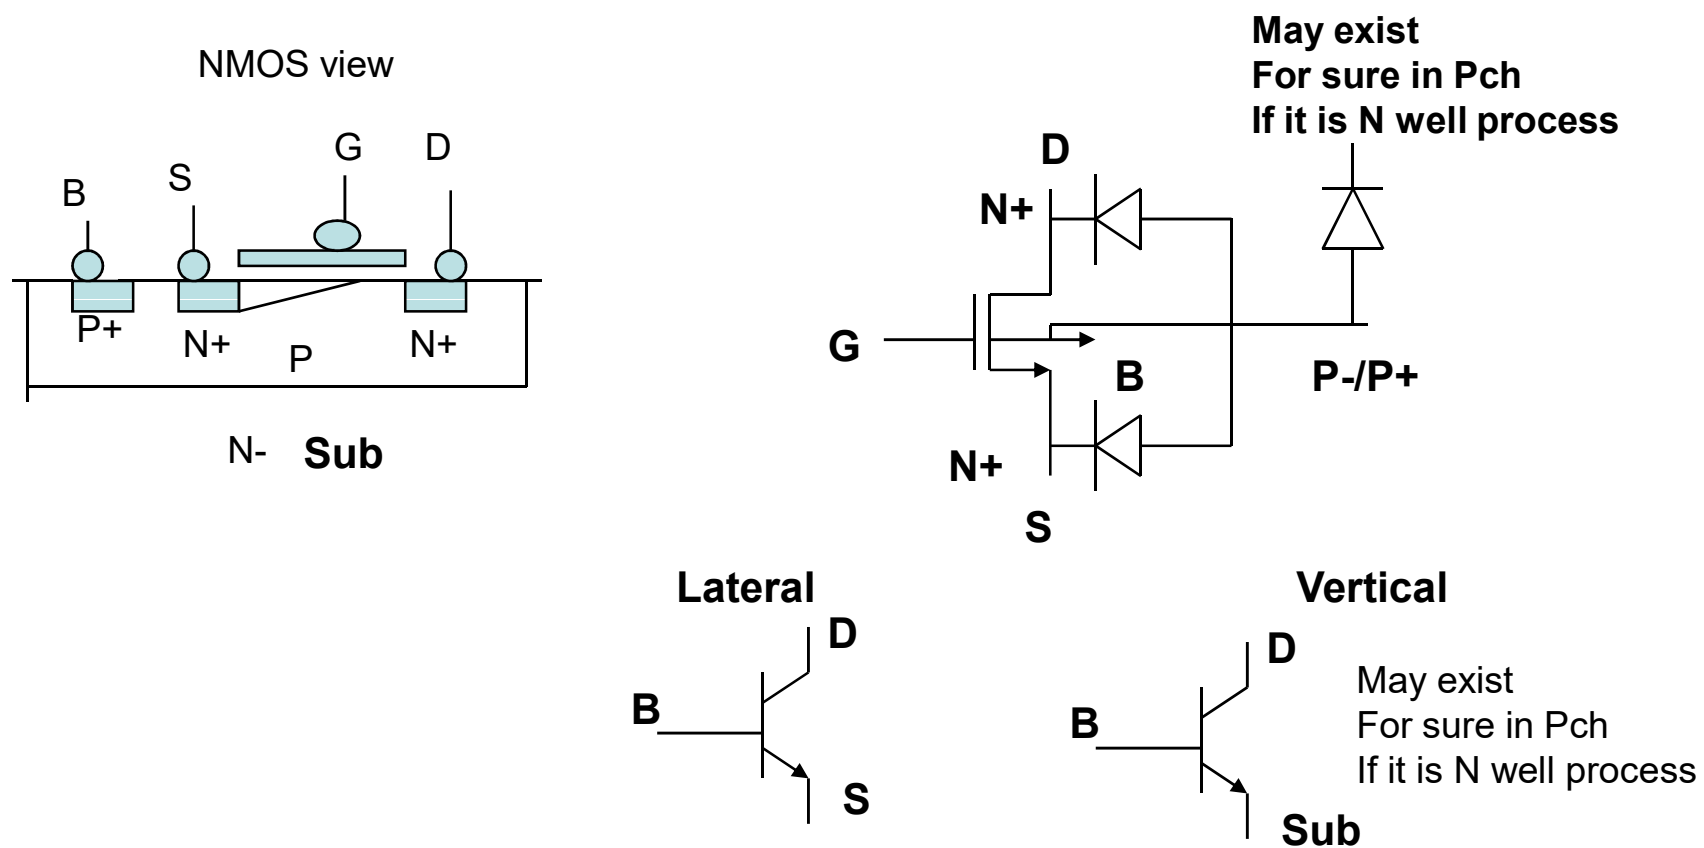 May exist
For sure in Pch
If it is N well process
NMOS view
B
S
G
D
P+
N+
P
N+
N- Sub
D
N+
G
B
P-/P+
N+
S
Lateral
D
B
S
Vertical
D
B
Sub
May exist
For sure in Pch
If it is N well process